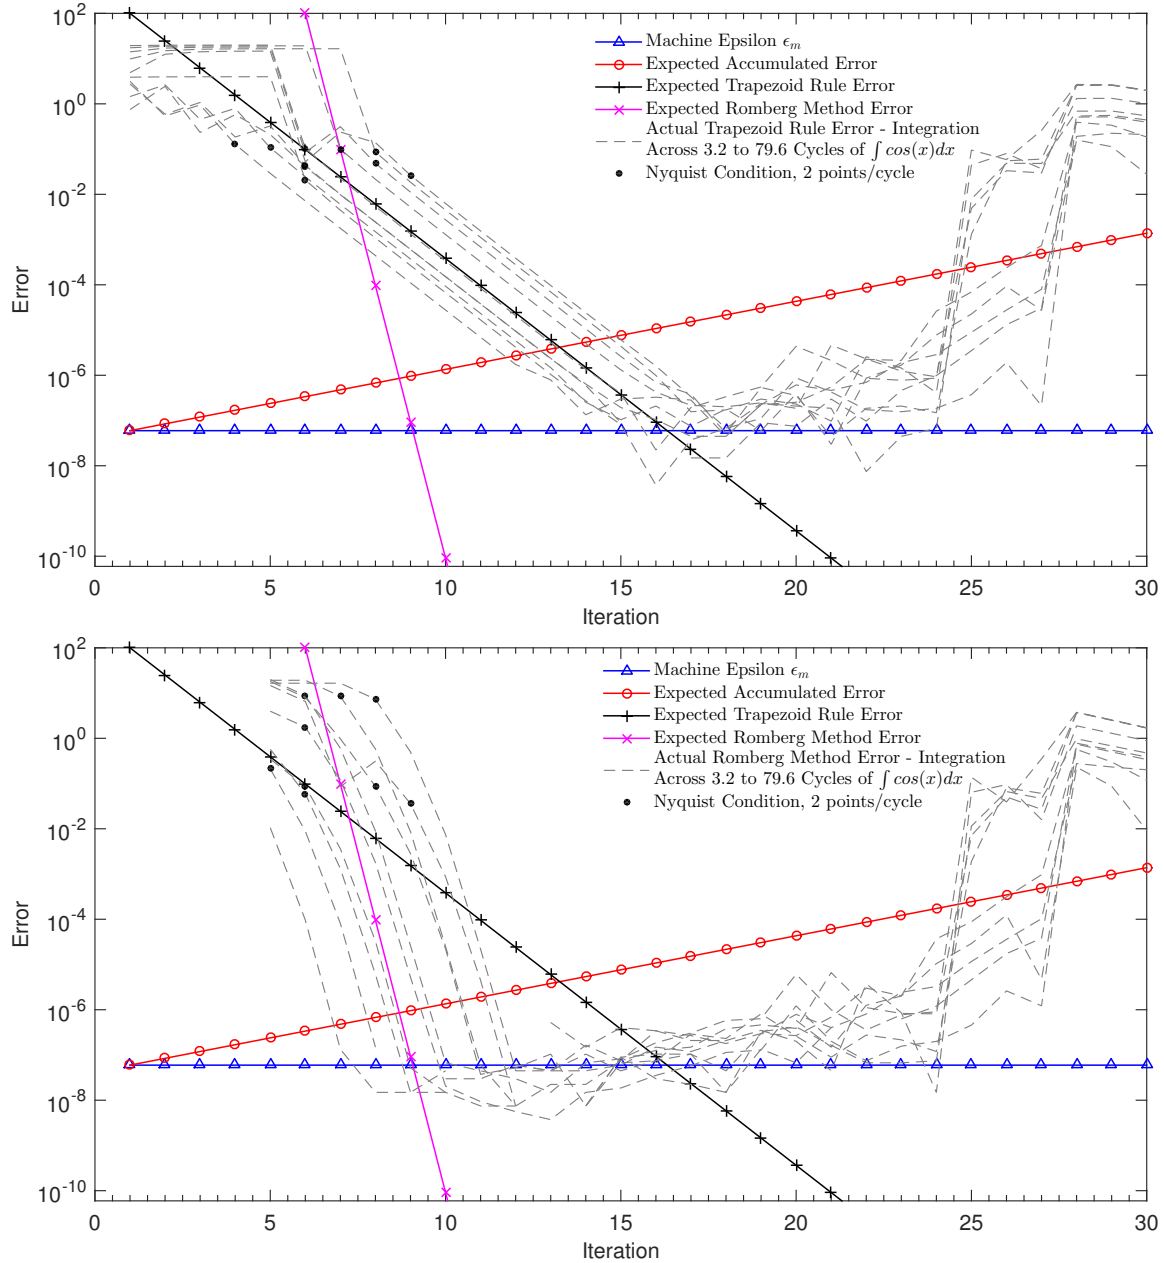 10^2
10^0
10^-2
10^-4
10^-6
10^-8
10^-10
Error
0 5 10 15 20 25 30
Iteration
Machine Epsilon ϵ_m
Expected Accumulated Error
Expected Trapezoid Rule Error
Expected Romberg Method Error
Actual Trapezoid Rule Error - Integration
Across 3.2 to 79.6 Cycles of ∫ cos(x)dx
Nyquist Condition, 2 points/cycle
10^2
10^0
10^-2
10^-4
10^-6
10^-8
10^-10
Error
0 5 10 15 20 25 30
Iteration
Machine Epsilon ϵ_m
Expected Accumulated Error
Expected Trapezoid Rule Error
Expected Romberg Method Error
Actual Romberg Method Error - Integration
Across 3.2 to 79.6 Cycles of ∫ cos(x)dx
Nyquist Condition, 2 points/cycle